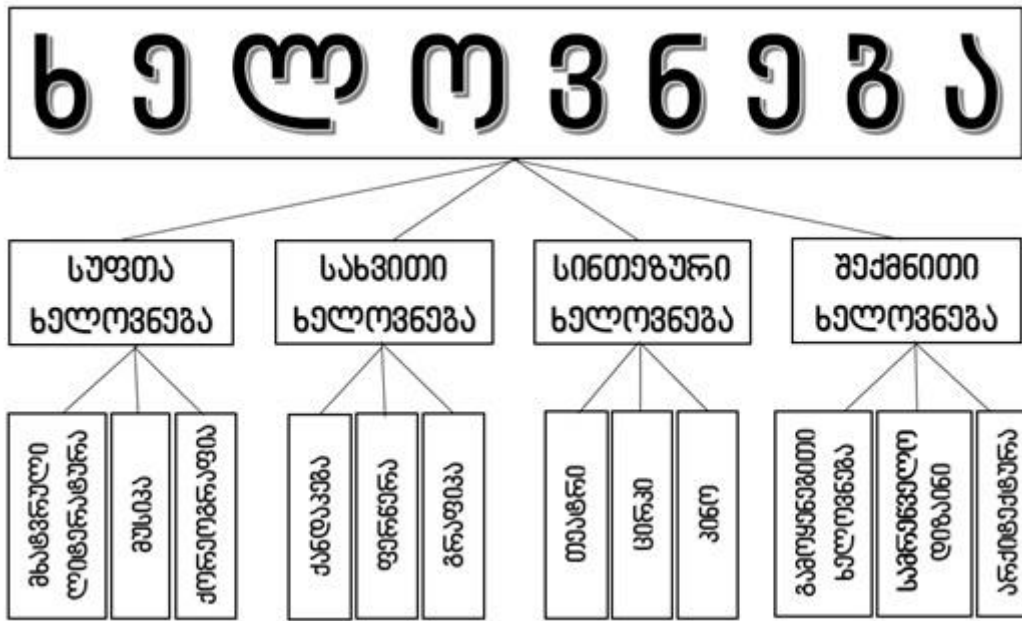 ხელოვნება
სუფთა
ხელოვნება
სახვითი
ხელოვნება
სინთეზური
ხელოვნება
შექმნითი
ხელოვნება
მხატვრული
ლიტერატურა
მუსიკა
ქორეოგრაფია
ქანდაკება
ფერწერა
გრაფიკა
თეატრი
ცირკი
კინო
გამოყენებითი
ხელოვნება
სამრეწველო
დიზაინი
არქიტექტურა